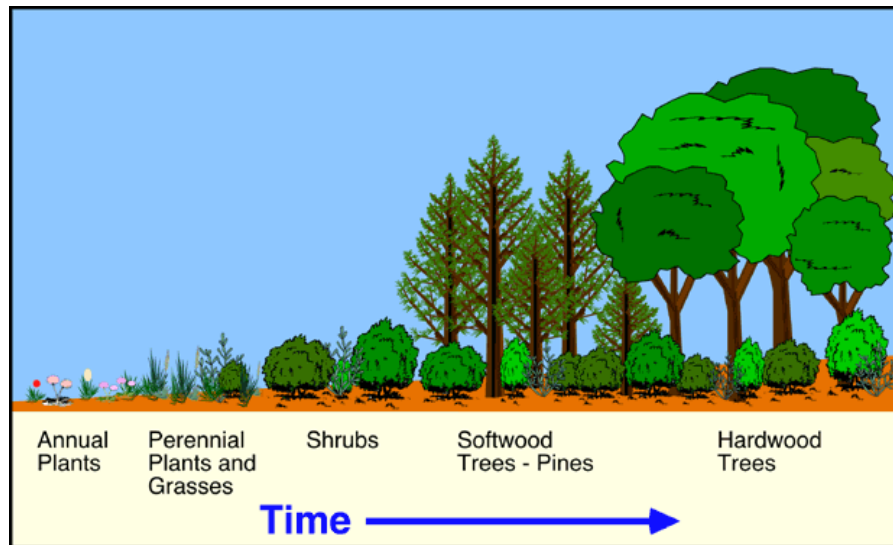 Annual
Plants
Perennial
Plants and
Grasses
Shrubs
Softwood
Trees - Pines
Hardwood
Trees
Time